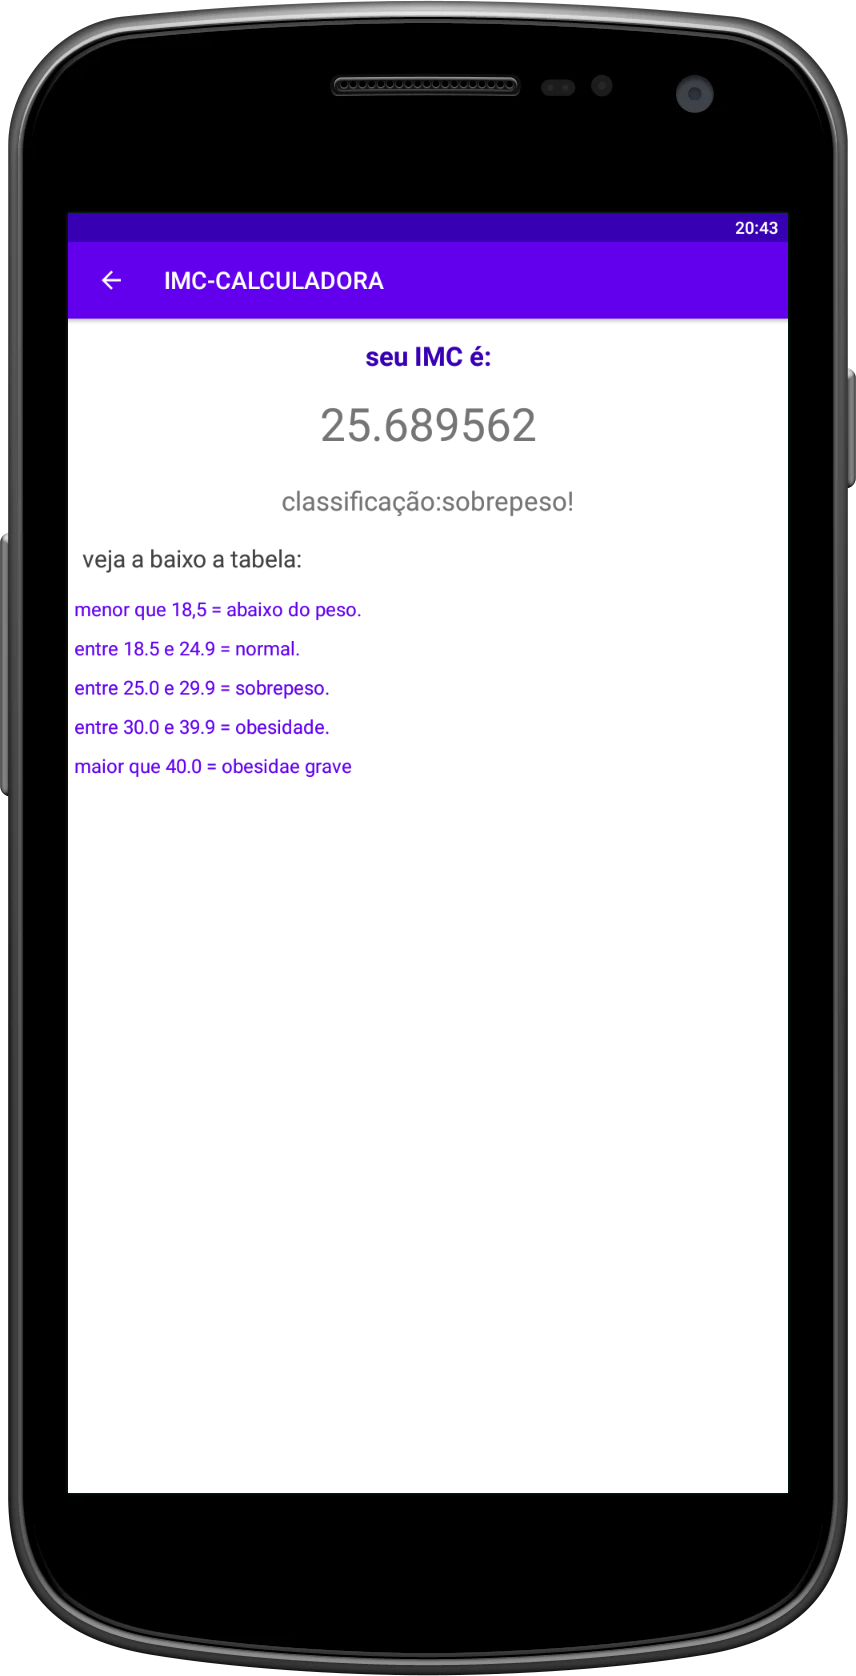 20:43
IMC-CALCULADORA
seu IMC é:
25.689562
classificação:sobrepeso!
veja a baixo a tabela:
menor que 18,5 = abaixo do peso.
entre 18.5 e 24.9 = normal.
entre 25.0 e 29.9 = sobrepeso.
entre 30.0 e 39.9 = obesidade.
maior que 40.0 = obesidae grave